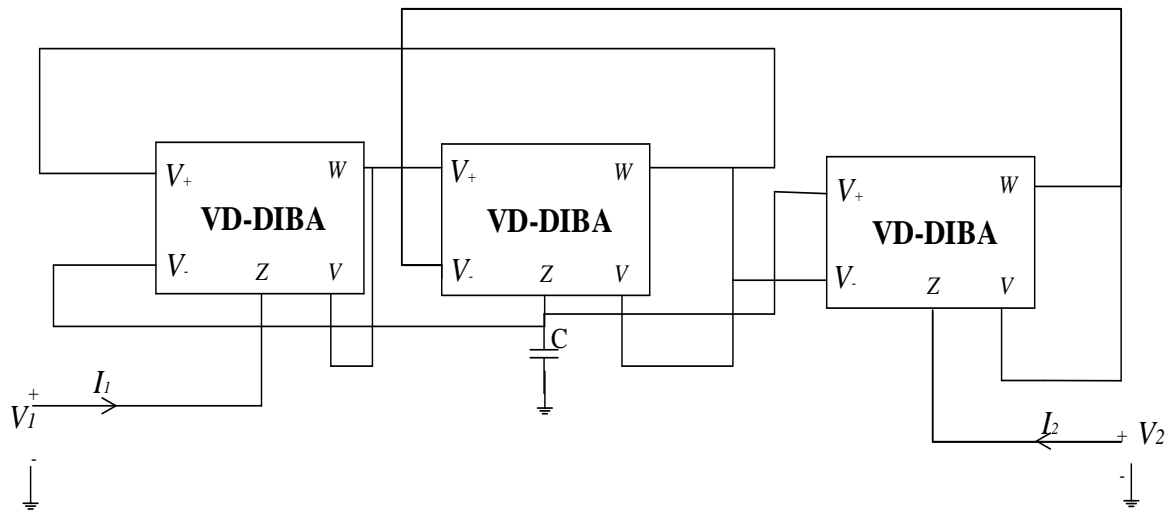 V+ W
VD-DIBA
V- Z V
V+ W
VD-DIBA
V- Z V
V+ W
VD-DIBA
V- Z V
C
I1
+
V1
-
I2
+ V2
-